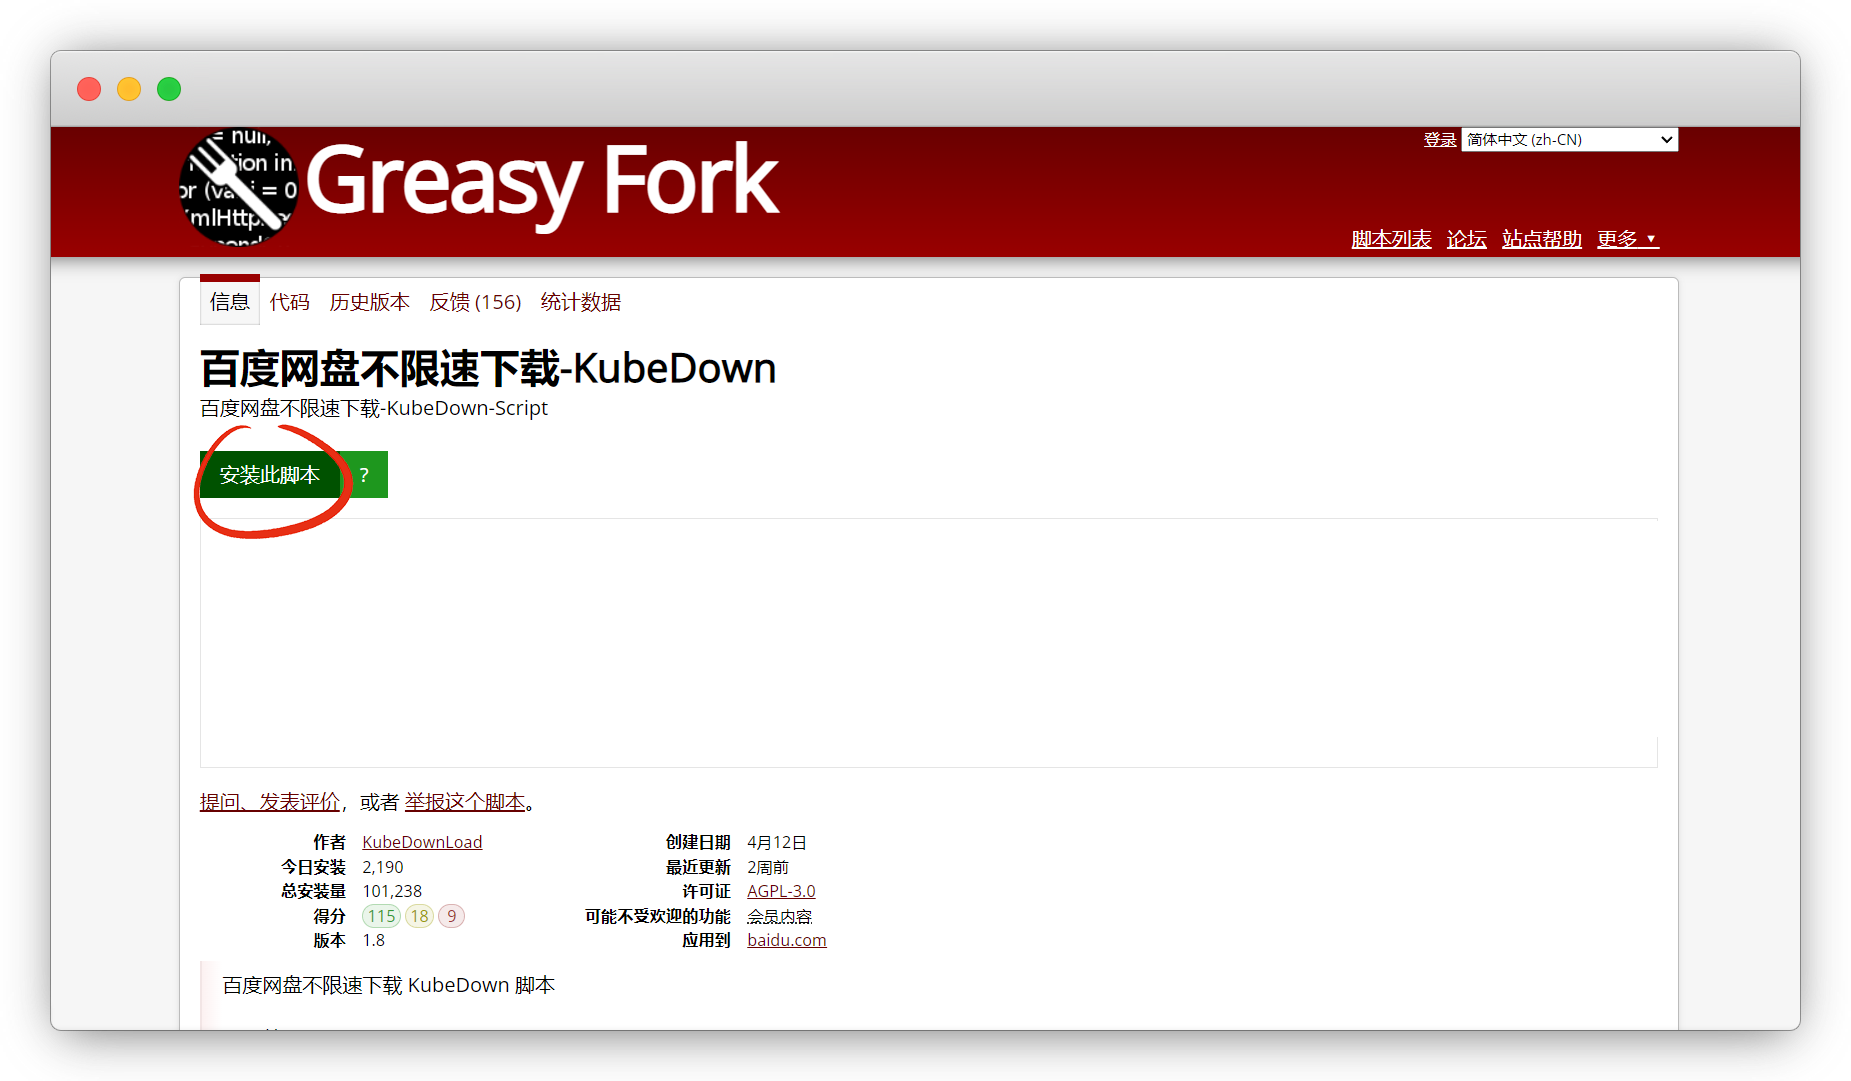 = null,
tion in
or (va i = 0
mlHttp
Greasy Fork
登录 简体中文 (zh-CN)
脚本列表 论坛 站点帮助 更多 ▼
信息 代码 历史版本 反馈 (156) 统计数据
百度网盘不限速下载-KubeDown
百度网盘不限速下载-KubeDown-Script
安装此脚本 ?
提问、发表评价，或者 举报这个脚本。
作者 KubeDownLoad 创建日期 4月12日
今日安装 2,190 最近更新 2周前
总安装量 101,238 许可证 AGPL-3.0
得分 115 18 9 可能不受欢迎的功能 会员内容
版本 1.8 应用到 baidu.com
百度网盘不限速下载 KubeDown 脚本